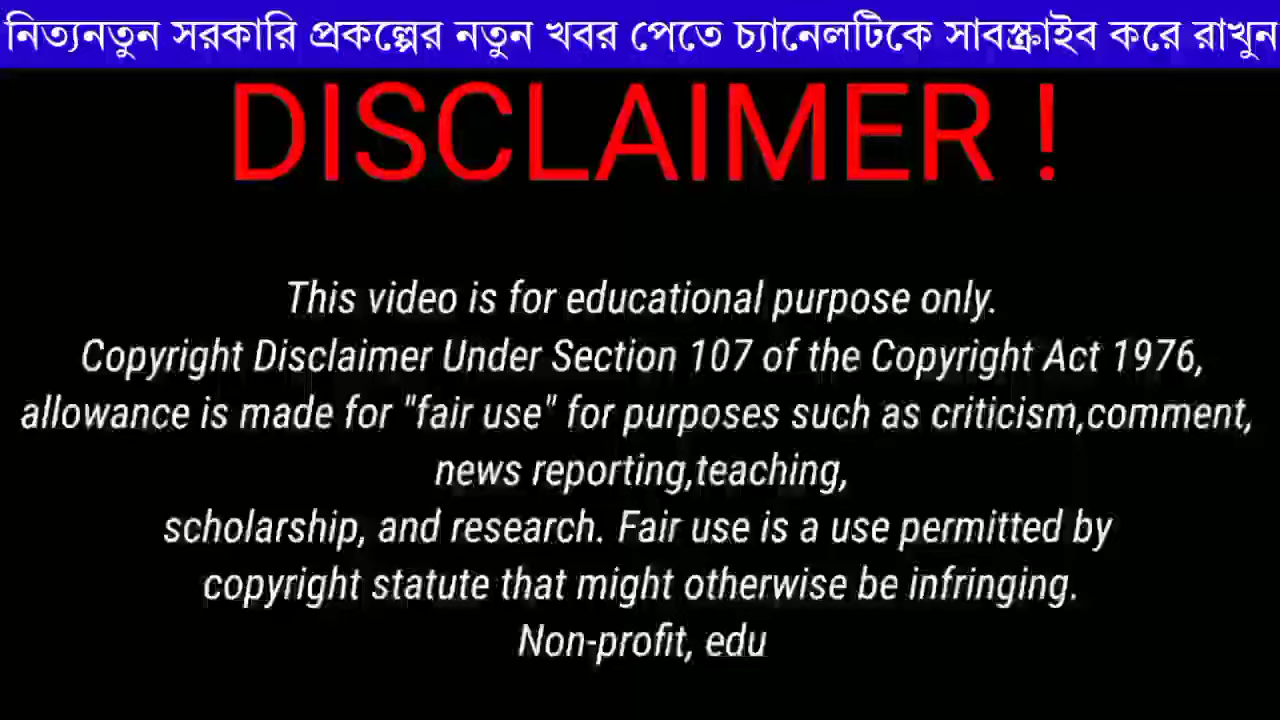 নিত্যনতুন সরকারি প্রকল্পের নতুন খবর পেতে চ্যানেলটিকে সাবস্ক্রাইব করে রাখুন
DISCLAIMER !
This video is for educational purpose only.
Copyright Disclaimer Under Section 107 of the Copyright Act 1976,
allowance is made for "fair use" for purposes such as criticism,comment,
news reporting,teaching,
scholarship, and research. Fair use is a use permitted by
copyright statute that might otherwise be infringing.
Non-profit, edu